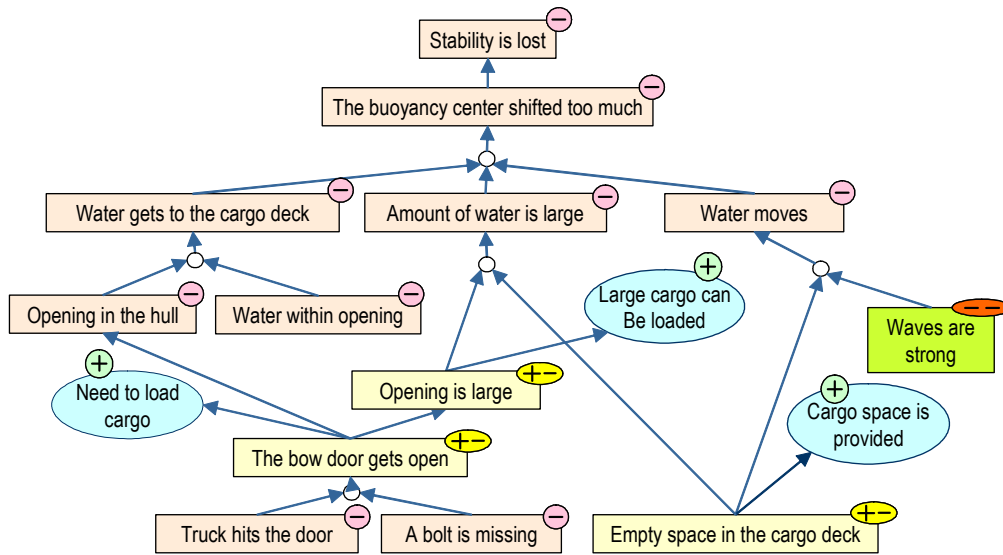 Stability is lost
−
The buoyancy center shifted too much
−
Water gets to the cargo deck
−
Amount of water is large
−
Water moves
−
Opening in the hull
−
Water within opening
−
Large cargo can
Be loaded
+
Waves are
strong
− −
Need to load
cargo
+
Opening is large
+ −
Cargo space is
provided
+
The bow door gets open
+ −
Truck hits the door
−
A bolt is missing
−
Empty space in the cargo deck
+ −